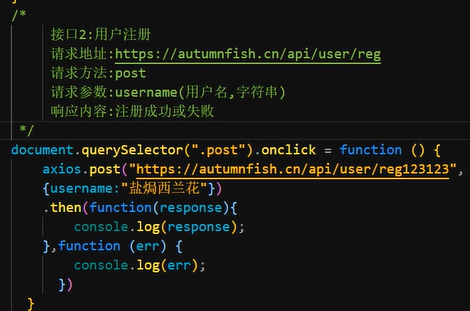 /*
接口2:用户注册
请求地址:https://autumnfish.cn/api/user/reg
请求方法:post
请求参数:username(用户名,字符串)
响应内容:注册成功或失败
*/
document.querySelector(".post").onclick = function () {
axios.post("https://autumnfish.cn/api/user/reg123123",
{username:"盐焗西兰花"})
.then(function(response){
console.log(response);
},function (err) {
console.log(err);
})
}